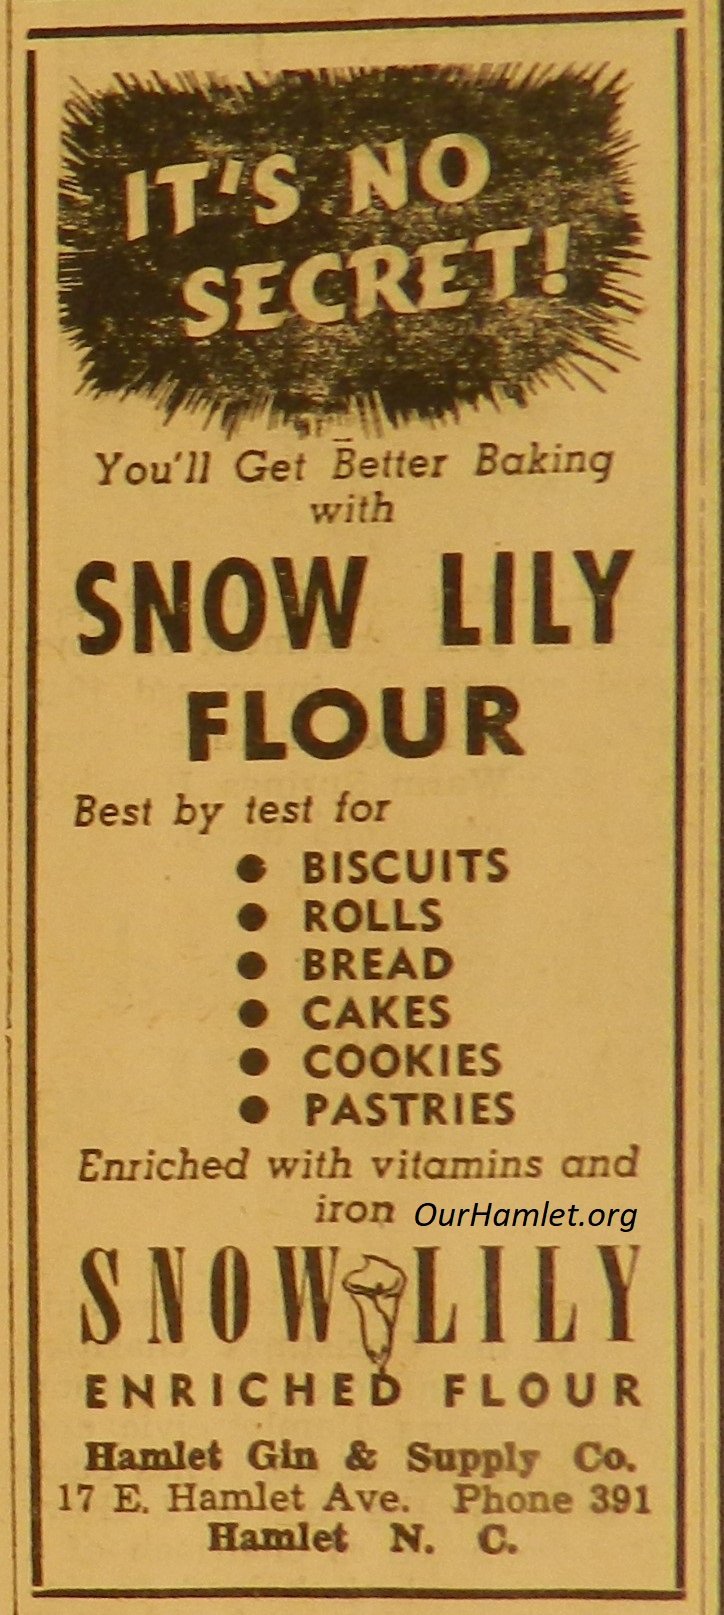 IT'S NO
SECRET!
You'll Get Better Baking
with
SNOW LILY
FLOUR
Best by test for
● BISCUITS
● ROLLS
● BREAD
● CAKES
● COOKIES
● PASTRIES
Enriched with vitamins and
iron OurHamlet.org
SNOW LILY
ENRICHED FLOUR
Hamlet Gin & Supply Co.
17 E. Hamlet Ave. Phone 391
Hamlet N. C.